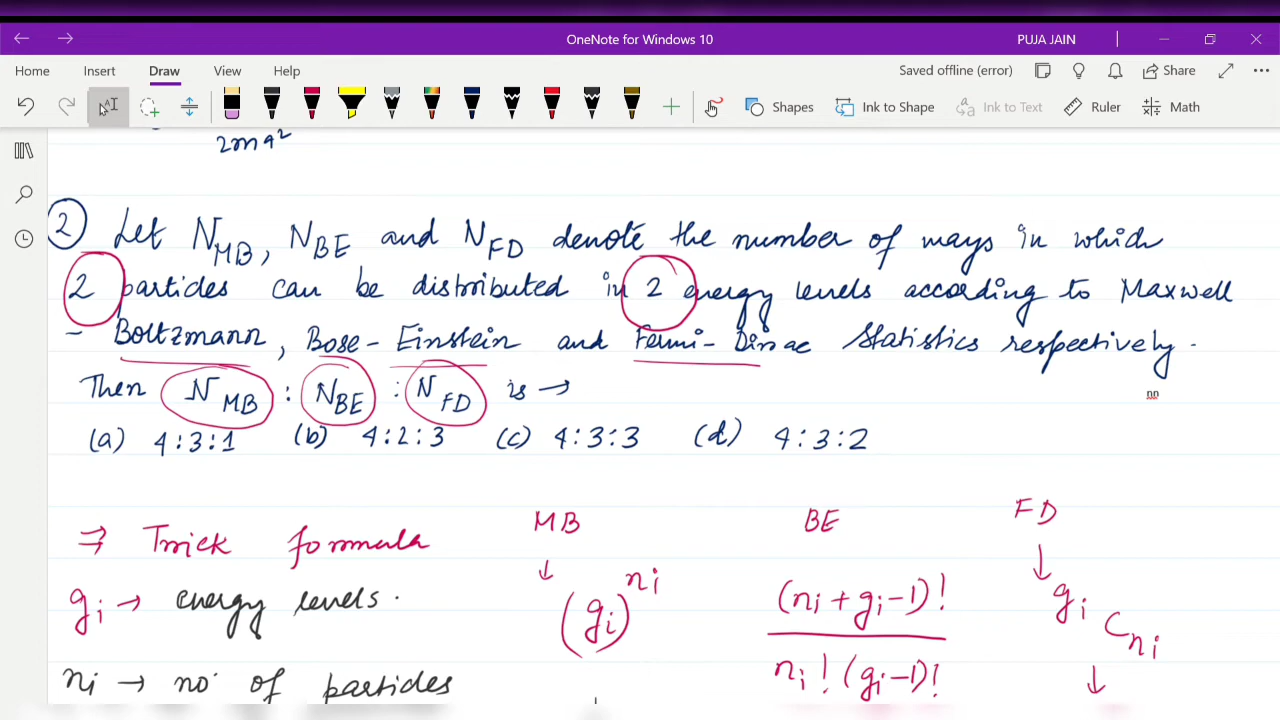 OneNote for Windows 10
PUJA JAIN
Home Insert Draw View Help
Saved offline (error)
Share
Shapes
Ink to Shape
Ink to Text
Ruler
Math
2ma²
② Let N_MB, N_BE and N_FD denote the number of ways in which
2 particles can be distributed in 2 energy levels according to Maxwell
- Boltzmann, Bose-Einstein and Fermi-Dirac Statistics respectively.
Then N_MB : N_BE : N_FD is →
nn
(a) 4:3:1 (b) 4:2:3 (c) 4:3:3 (d) 4:3:2
⇒ Trick formula
MB BE FD
↓ ↓
g_i → energy levels.
(g_i)^n_i
(n_i+g_i-1)!
n_i! (g_i-1)!
g_i C_n_i
↓
n_i → no. of particles